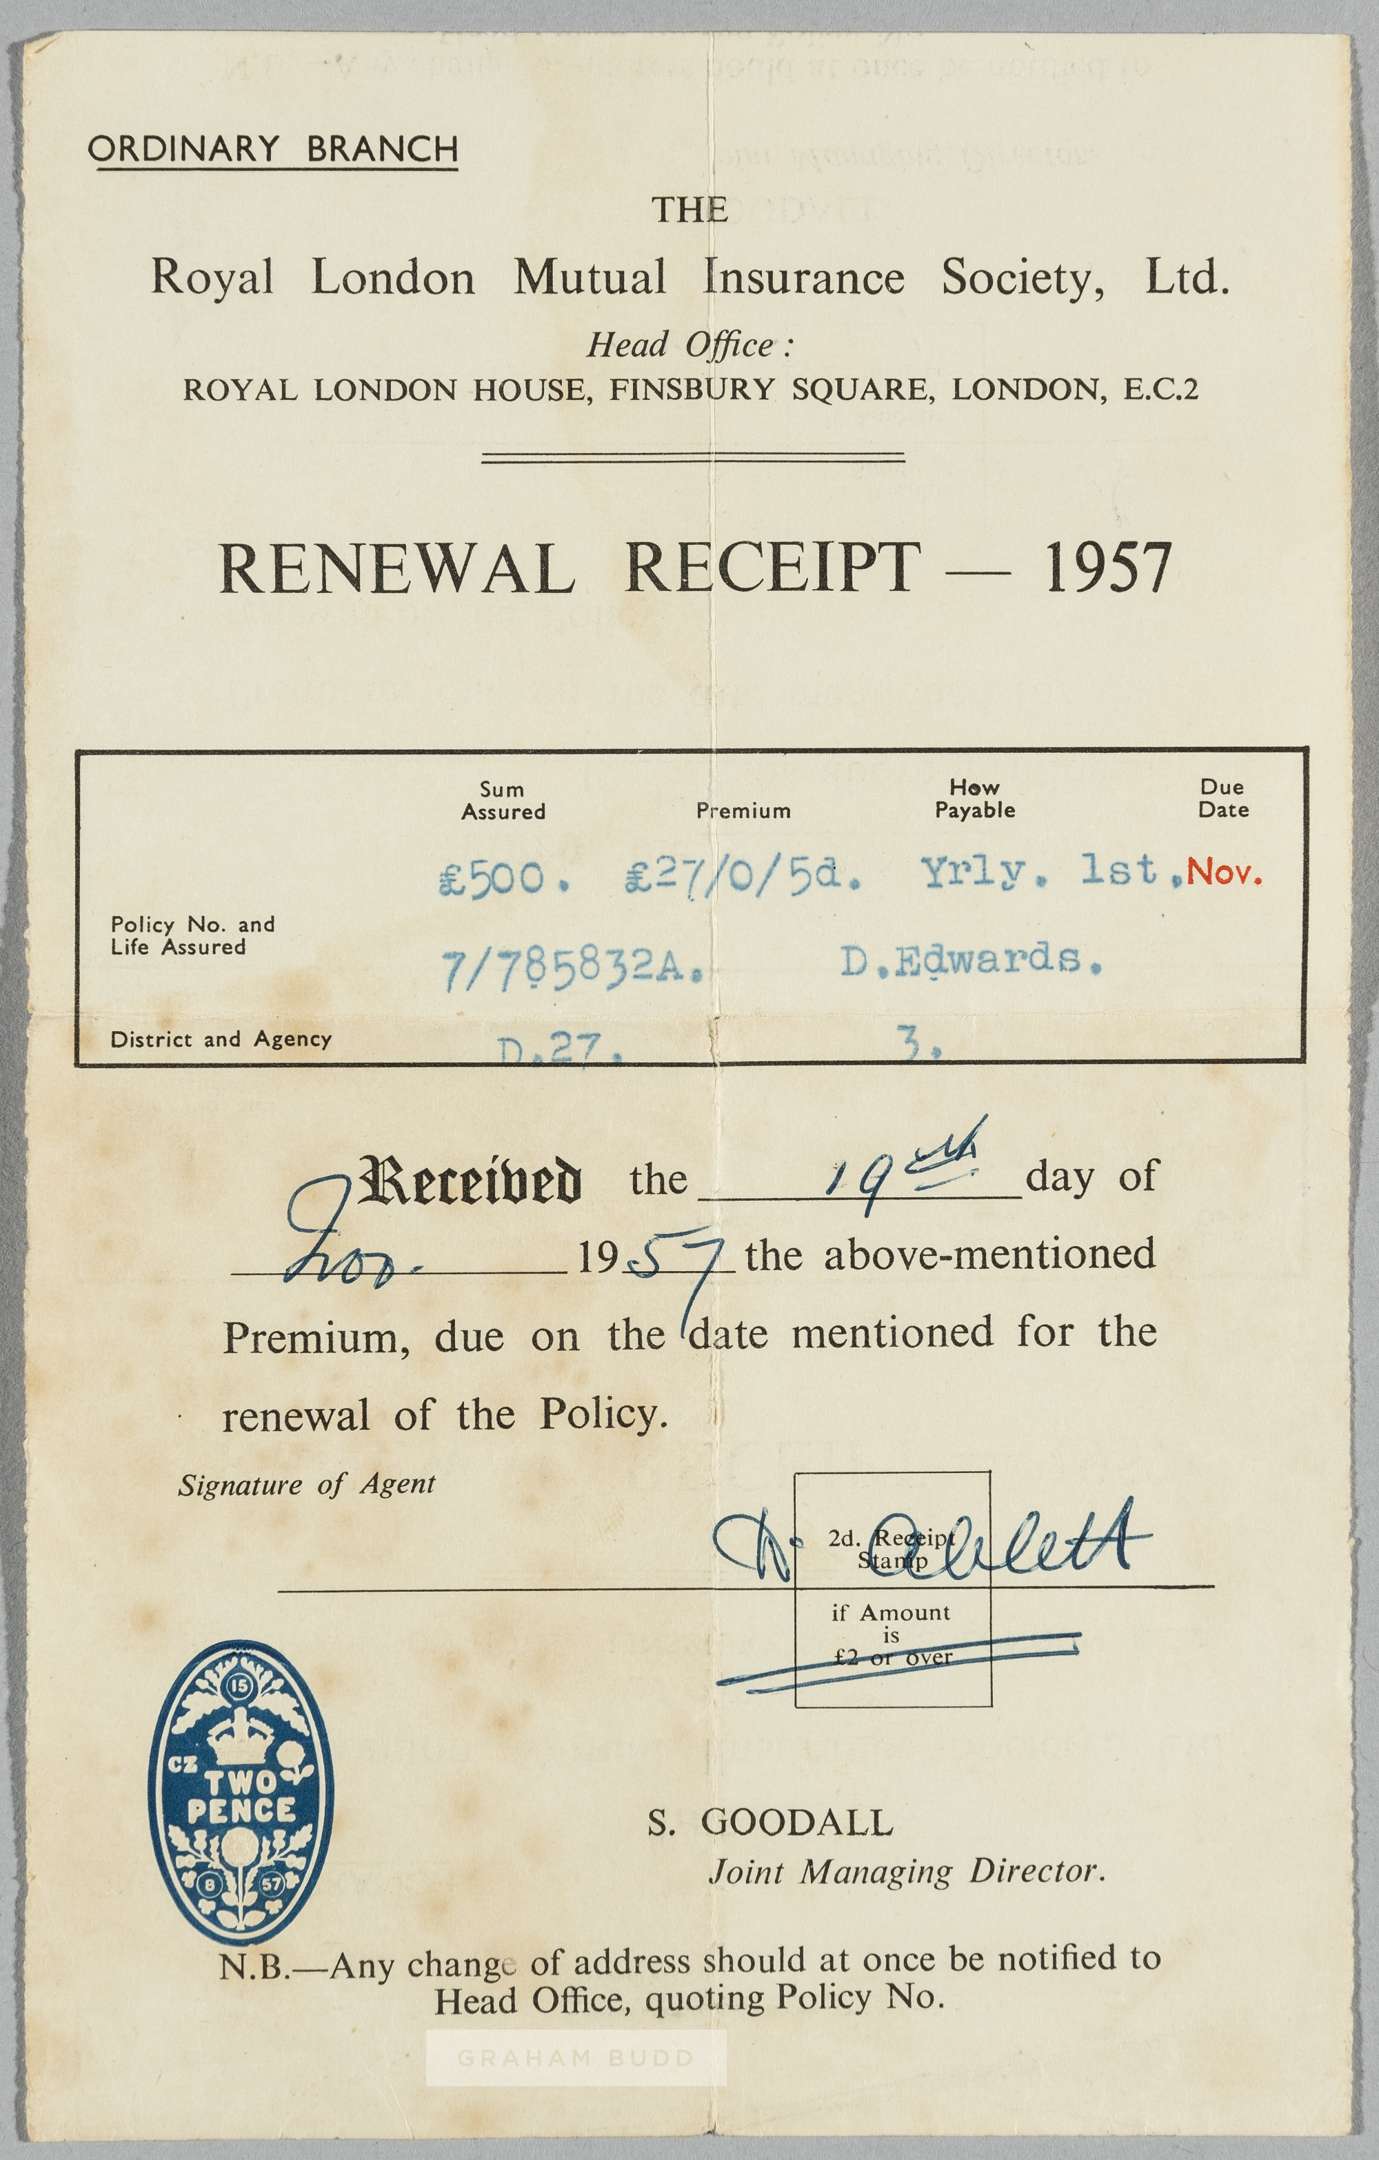 ORDINARY BRANCH
THE
Royal London Mutual Insurance Society, Ltd.
Head Office :
ROYAL LONDON HOUSE, FINSBURY SQUARE, LONDON, E.C.2
RENEWAL RECEIPT — 1957
Sum Assured Premium How Payable Due Date
£500. £27/0/5d. Yrly. 1st. Nov.
Policy No. and Life Assured 7/785832A. D.Edwards.
District and Agency D.27. 3.
Received the 19th day of
Nov. 1957 the above-mentioned
Premium, due on the date mentioned for the
renewal of the Policy.
Signature of Agent
2d. Receipt
Stamp
if Amount
is
£2 or over
15
CZ
TWO
PENCE
8 57
S. GOODALL
Joint Managing Director.
N.B.—Any change of address should at once be notified to
Head Office, quoting Policy No.
GRAHAM BUDD